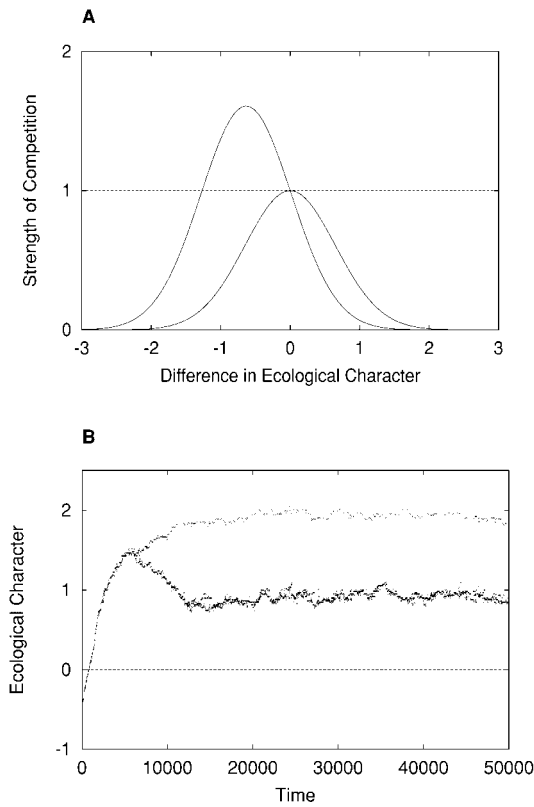 A
2
1
0
Strength of Competition
-3 -2 -1 0 1 2 3
Difference in Ecological Character
B
2
1
0
-1
Ecological Character
0 10000 20000 30000 40000 50000
Time